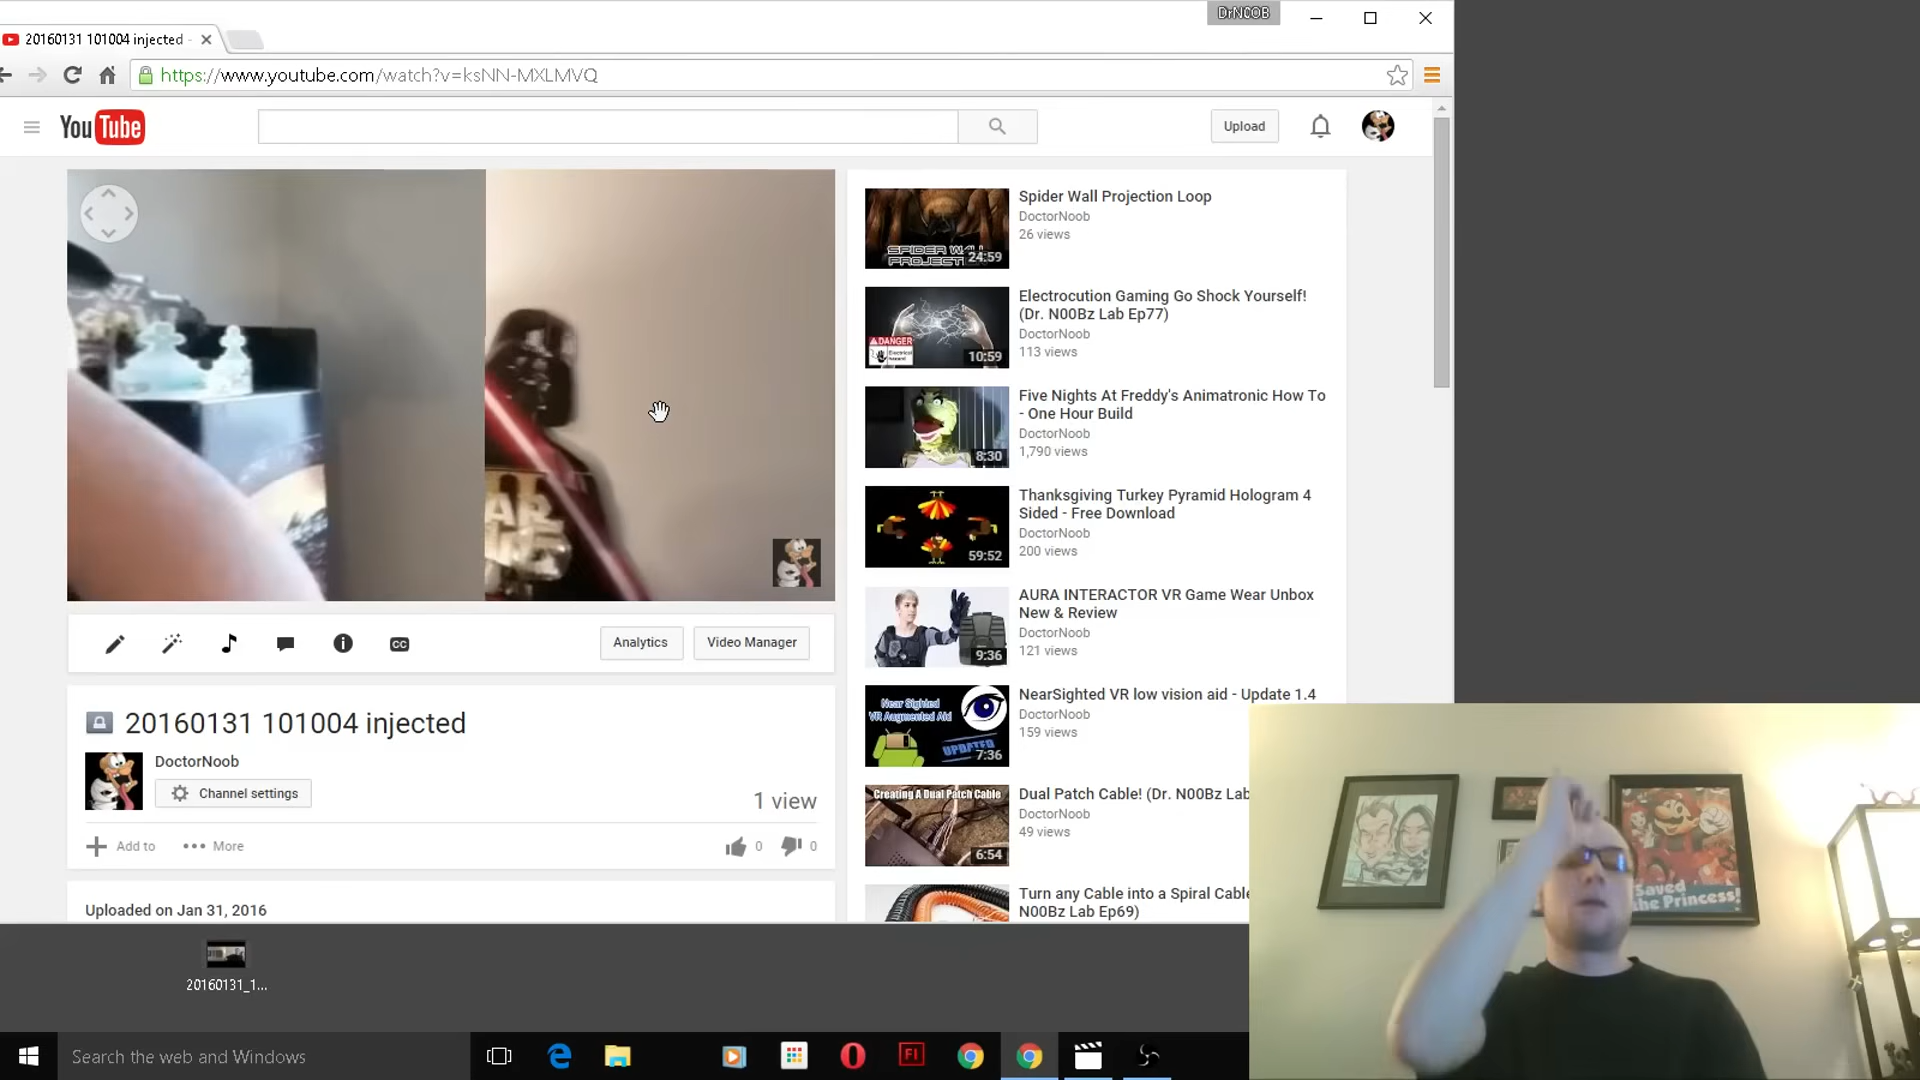 DrN00B
20160131 101004 injected -
https://www.youtube.com/watch?v=ksNN-MXLMVQ
YouTube
Upload
Spider Wall Projection Loop
DoctorNoob
26 views
SPIDER WALL
PROJECTION
24:59
Electrocution Gaming Go Shock Yourself!
(Dr. N00Bz Lab Ep77)
DoctorNoob
113 views
DANGER
10:59
Five Nights At Freddy's Animatronic How To
- One Hour Build
DoctorNoob
1,790 views
8:30
Thanksgiving Turkey Pyramid Hologram 4
Sided - Free Download
DoctorNoob
200 views
59:52
AURA INTERACTOR VR Game Wear Unbox
New & Review
DoctorNoob
121 views
9:36
NearSighted VR low vision aid - Update 1.4
DoctorNoob
159 views
Near Sighted
VR Augmented Aid
UPDATED
7:36
Dual Patch Cable! (Dr. N00Bz Lab
DoctorNoob
49 views
Creating A Dual Patch Cable
6:54
Turn any Cable into a Spiral Cable
N00Bz Lab Ep69)
CC
Analytics
Video Manager
20160131 101004 injected
DoctorNoob
Channel settings
1 view
Add to
More
0
0
Uploaded on Jan 31, 2016
20160131_1...
Saved
the Princess!
Search the web and Windows
Fl